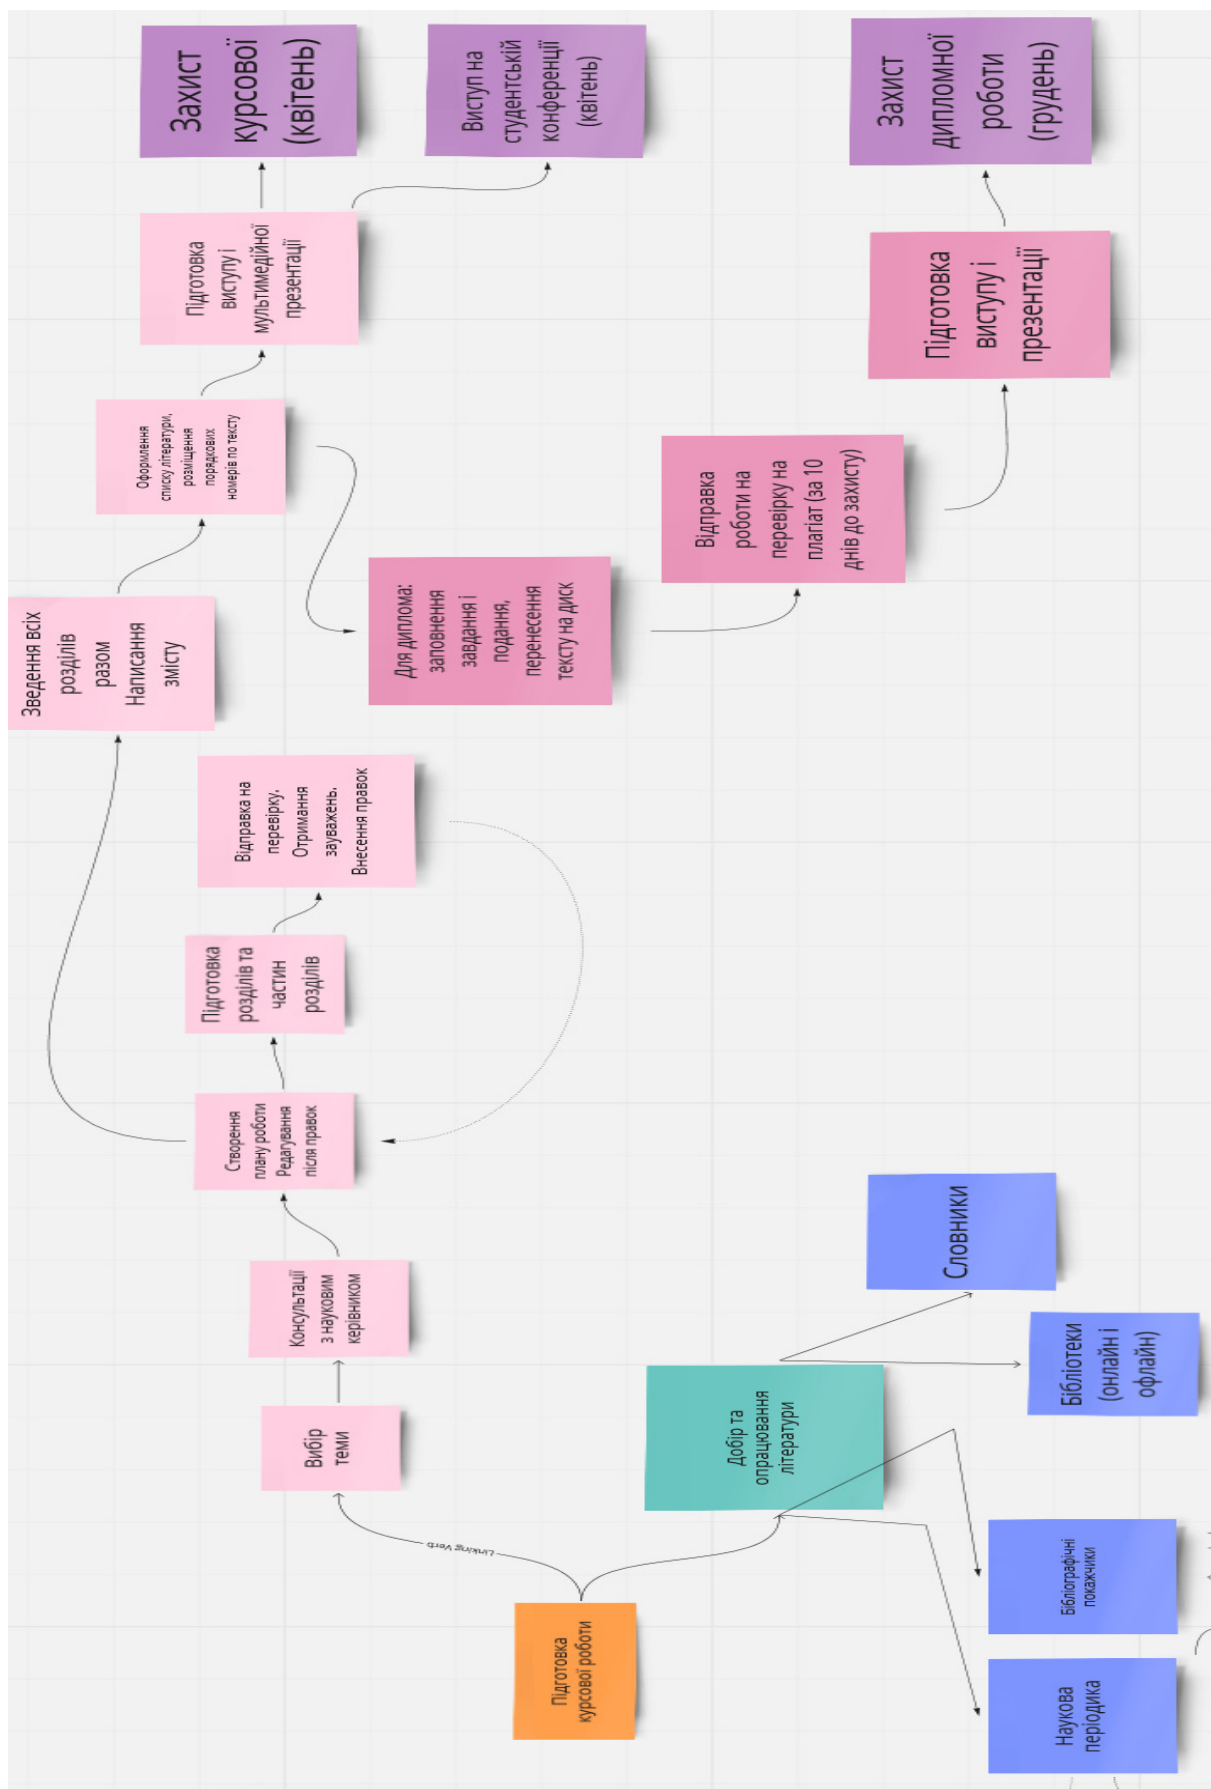 Підготовка
курсової роботи
Linking Verb
Вибір
теми
Консультації
з науковим
керівником
Створення
плану роботи
Редагування
після правок
Підготовка
розділів та
частин
розділів
Відправка на
перевірку.
Отримання
зауважень.
Внесення правок
Зведення всіх
розділів
разом
Написання
змісту
Оформлення
списку літератури,
розміщення
порядкових
номерів по тексту
Підготовка
виступу і
мультимедійної
презентації
Захист
курсової
(квітень)
Виступ на
студентській
конференції
(квітень)
Для диплома:
заповнення
завдання і
подання,
перенесення
тексту на диск
Відправка
роботи на
перевірку на
плагіат (за 10
днів до захисту)
Підготовка
виступу і
презентації
Захист
дипломної
роботи
(грудень)
Добір та
опрацювання
літератури
Словники
Бібліотеки
(онлайн і
офлайн)
Бібліографічні
покажчики
Наукова
періодика